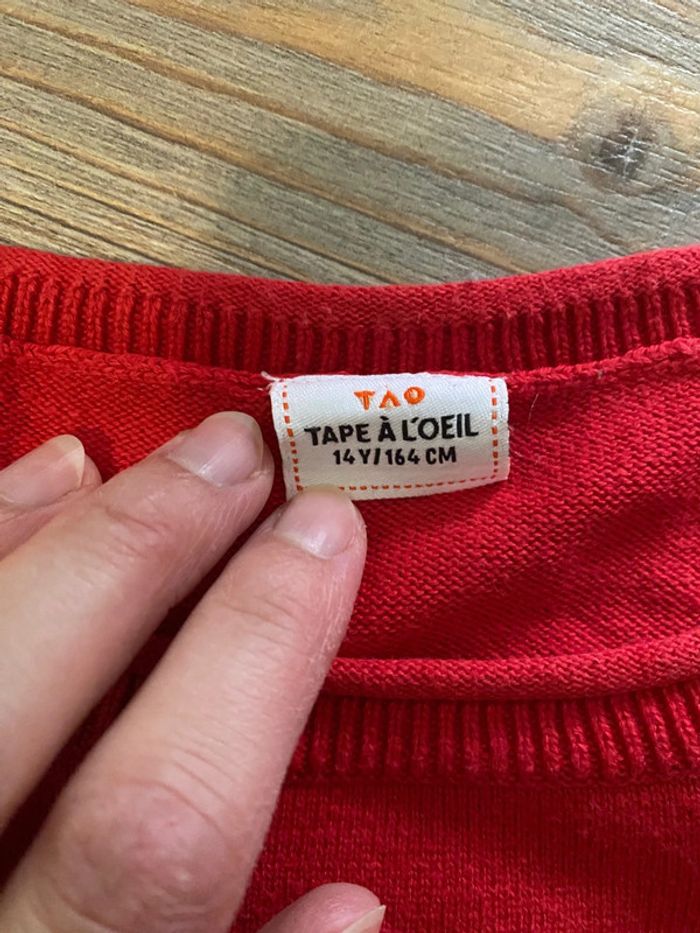 TAO
TAPE À L'OEIL
14Y/164 CM